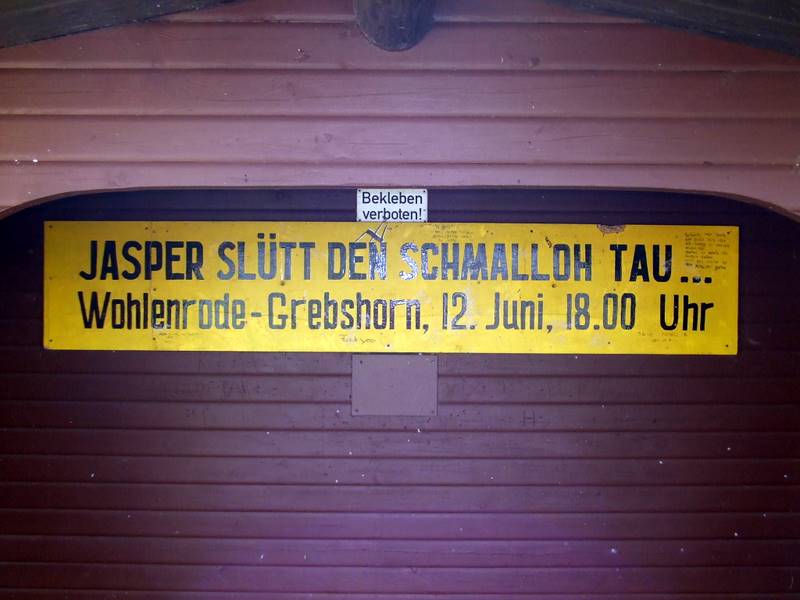 Bekleben
verboten!
JASPER SLÜTT DEN SCHMALLOH TAU...
Wohlenrode-Grebshorn, 12. Juni, 18.00 Uhr